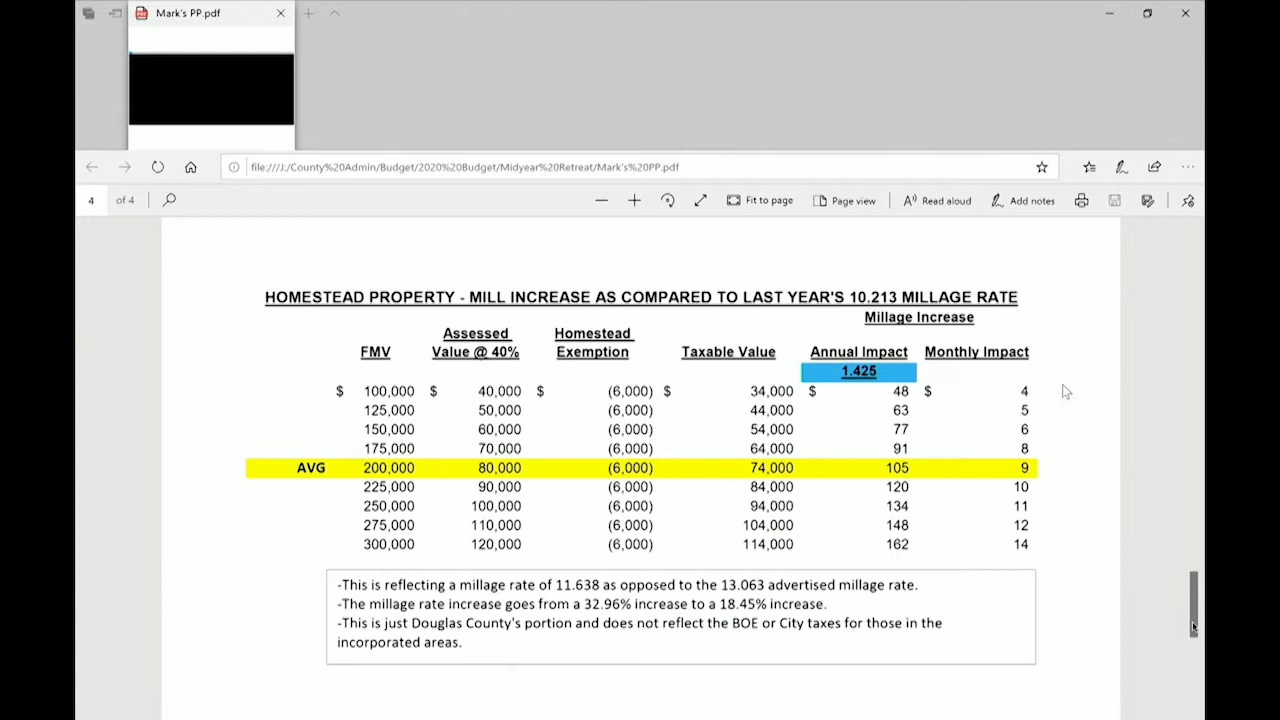 Mark's PP.pdf
file:///J:/County%20Admin/Budget/2020%20Budget/Midyear%20Retreat/Mark's%20PP.pdf
4 of 4 Fit to page Page view Read aloud Add notes
HOMESTEAD PROPERTY - MILL INCREASE AS COMPARED TO LAST YEAR'S 10.213 MILLAGE RATE
Millage Increase
Assessed Homestead
FMV Value @ 40% Exemption Taxable Value Annual Impact Monthly Impact
1.425
$ 100,000 $ 40,000 $ (6,000) $ 34,000 $ 48 $ 4
125,000 50,000 (6,000) 44,000 63 5
150,000 60,000 (6,000) 54,000 77 6
175,000 70,000 (6,000) 64,000 91 8
AVG 200,000 80,000 (6,000) 74,000 105 9
225,000 90,000 (6,000) 84,000 120 10
250,000 100,000 (6,000) 94,000 134 11
275,000 110,000 (6,000) 104,000 148 12
300,000 120,000 (6,000) 114,000 162 14
-This is reflecting a millage rate of 11.638 as opposed to the 13.063 advertised millage rate.
-The millage rate increase goes from a 32.96% increase to a 18.45% increase.
-This is just Douglas County's portion and does not reflect the BOE or City taxes for those in the
incorporated areas.